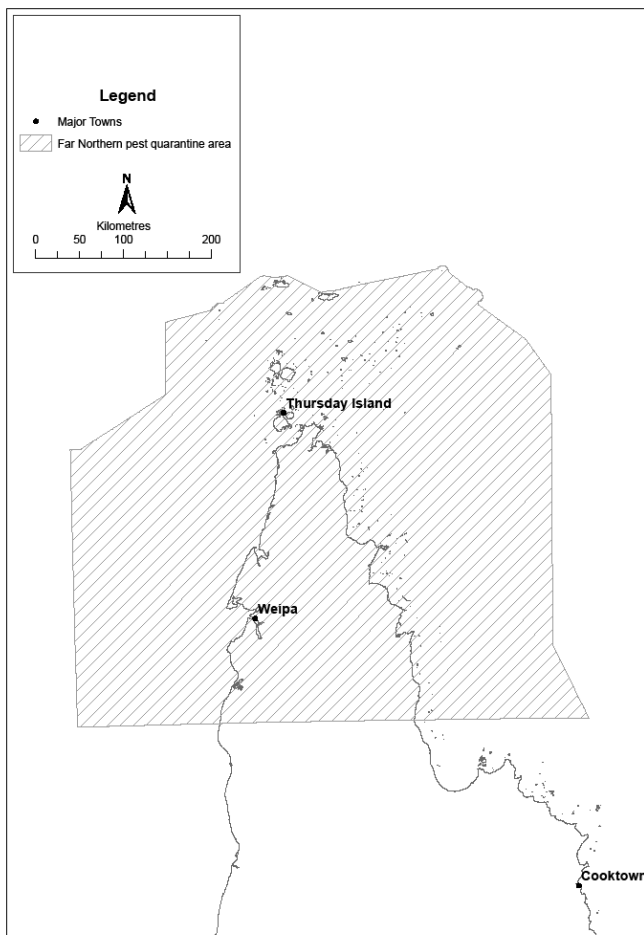 Legend
Major Towns
Far Northern pest quarantine area
N
Kilometres
0 50 100 200
Thursday Island
Weipa
Cooktown